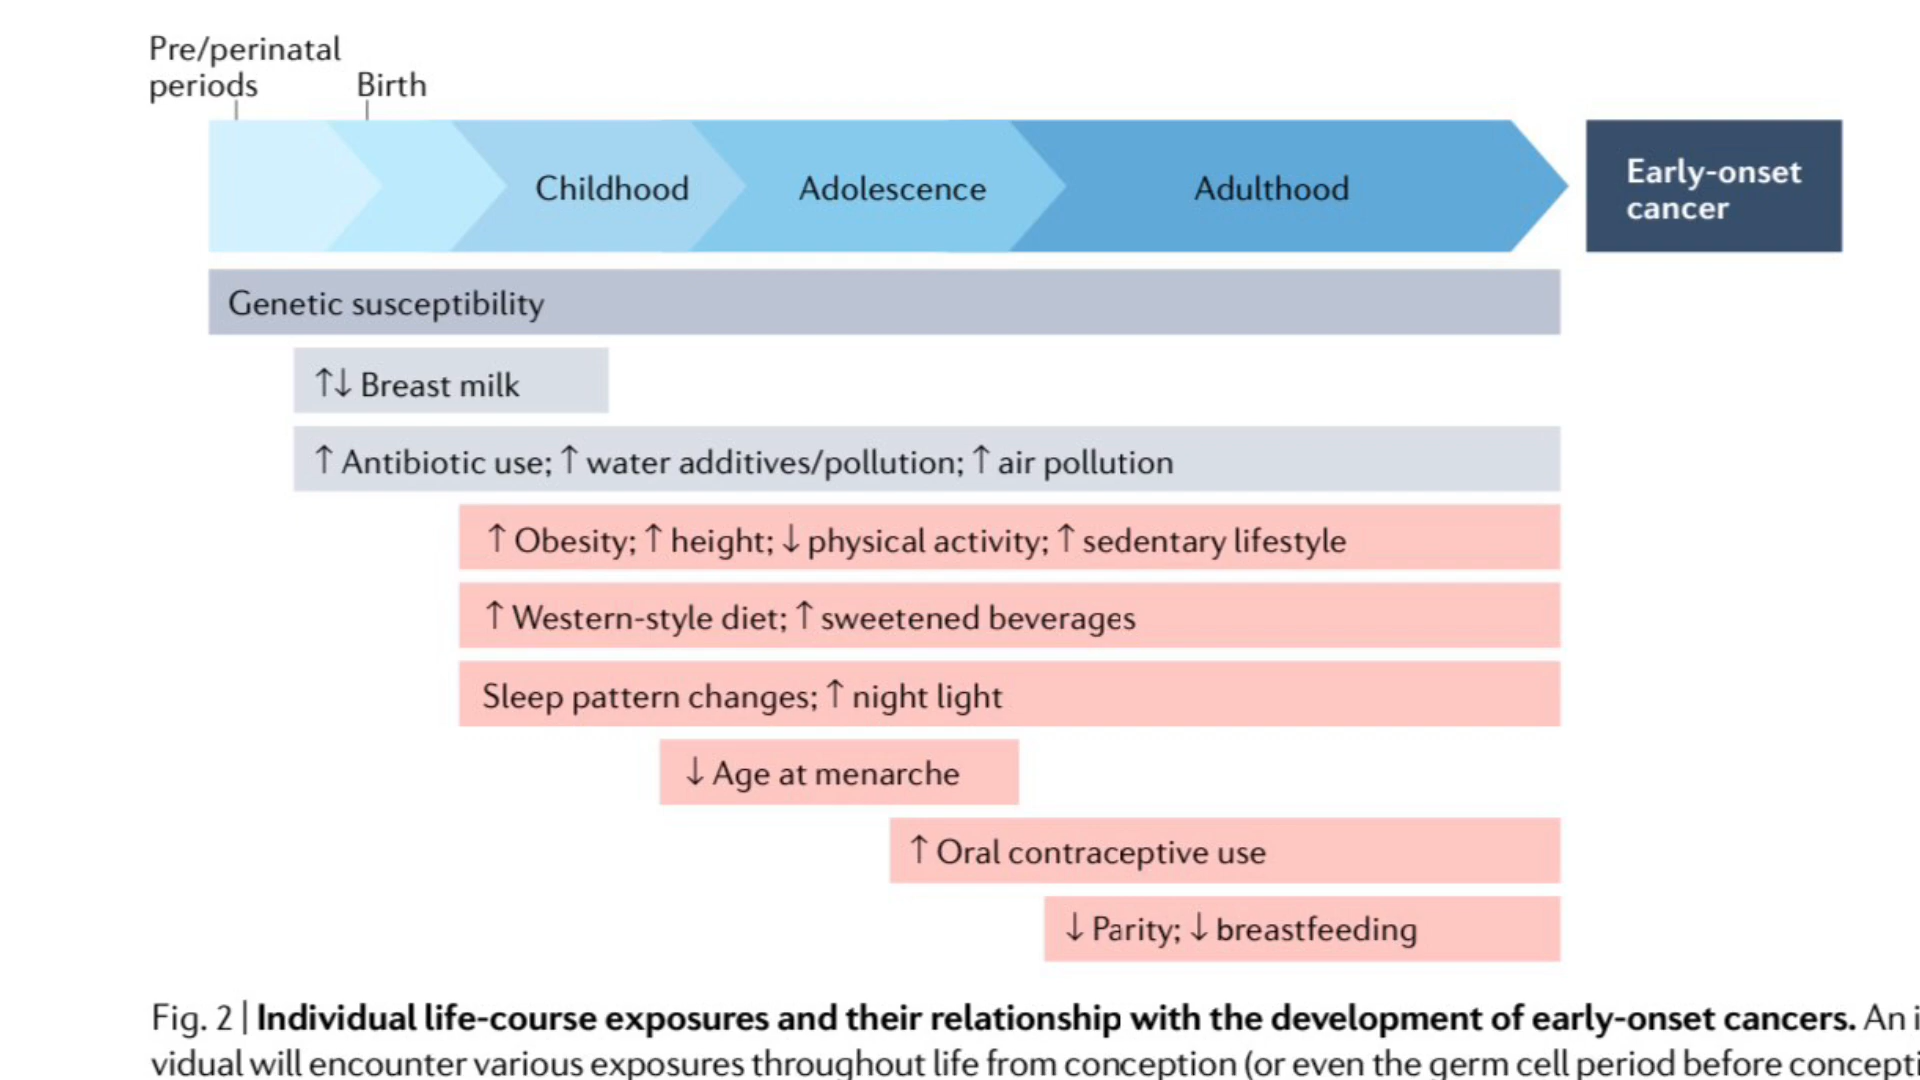 Pre/perinatal
periods
Birth
Childhood
Adolescence
Adulthood
Early-onset
cancer
Genetic susceptibility
↑↓ Breast milk
↑ Antibiotic use; ↑ water additives/pollution; ↑ air pollution
↑ Obesity; ↑ height; ↓ physical activity; ↑ sedentary lifestyle
↑ Western-style diet; ↑ sweetened beverages
Sleep pattern changes; ↑ night light
↓ Age at menarche
↑ Oral contraceptive use
↓ Parity; ↓ breastfeeding
Fig. 2 | Individual life-course exposures and their relationship with the development of early-onset cancers. An i
vidual will encounter various exposures throughout life from conception (or even the germ cell period before concepti